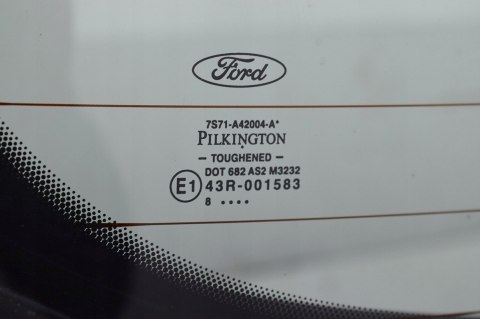 Ford
7S71-A42004-A*
PILKINGTON
- TOUGHENED -
DOT 682 AS2 M3232
E1 43R-001583
8 ••••